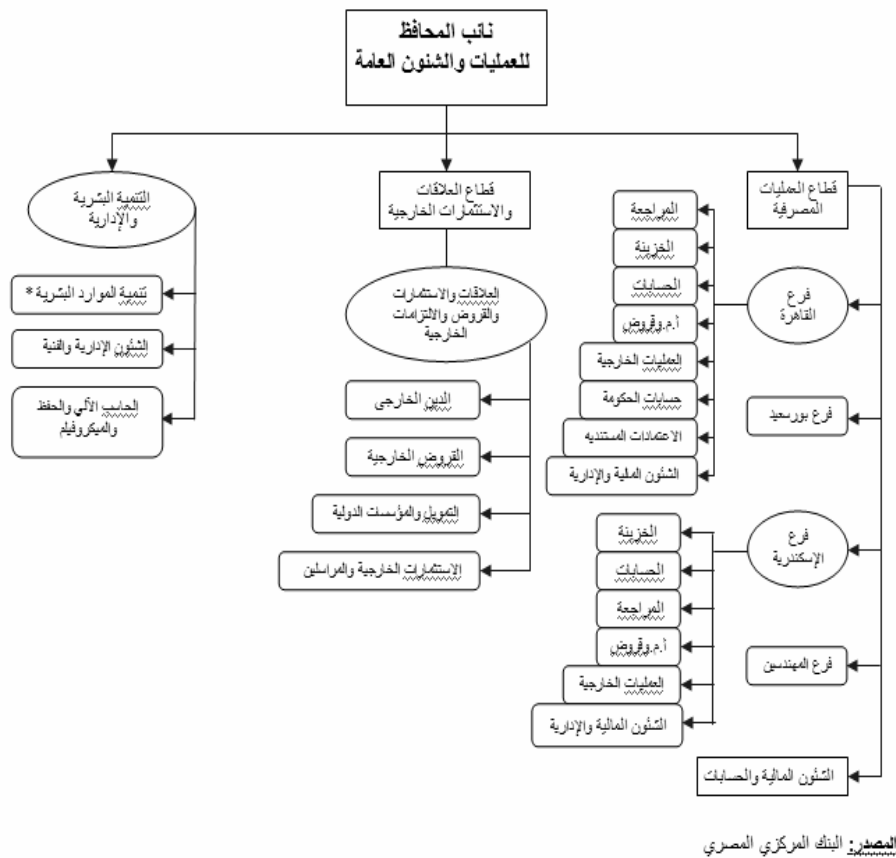 نائب المحافظ
للعمليات والشئون العامة
قطاع العمليات
المصرفية
فرع
القاهرة
المراجعة
الخزينة
الحسابات
أ.م.وقروض
العمليات الخارجية
حسابات الحكومة
الاعتمادات المستنديه
الشئون الملية والإدارية
فرع بورسعيد
فرع
الإسكندرية
الخزينة
الحسابات
المراجعة
أ.م.وقروض
العمليات الخارجية
الشئون المالية والإدارية
فرع المهندسين
الشئون المالية والحسابات
قطاع العلاقات
والاستثمارات الخارجية
العلاقات والاستثمارات
والقروض والالتزامات
الخارجية
الدين الخارجى
القروض الخارجية
التمويل والمؤسسات الدولية
الاستثمارات الخارجية والمراسلين
التنمية البشرية
والإدارية
تنمية الموارد البشرية *
الشئون الإدارية والفنية
الحاسب الآلي والحفظ
والميكروفيلم
المصدر: البنك المركزي المصري